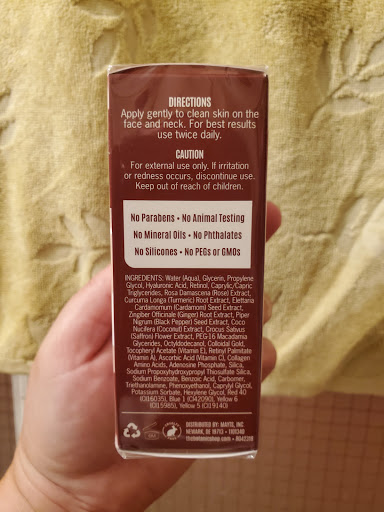 DIRECTIONS
Apply gently to clean skin on the
face and neck. For best results
use twice daily.
CAUTION
For external use only. If irritation
or redness occurs, discontinue use.
Keep out of reach of children.
No Parabens • No Animal Testing
No Mineral Oils • No Phthalates
No Silicones • No PEGs or GMOs
INGREDIENTS: Water (Aqua), Glycerin, Propylene
Glycol, Hyaluronic Acid, Retinol, Caprylic/Capric
Triglycerides, Rosa Damascena (Rose) Extract,
Curcuma Longa (Turmeric) Root Extract, Elettaria
Cardamomum (Cardamom) Seed Extract,
Zingiber Officinale (Ginger) Root Extract, Piper
Nigrum (Black Pepper) Seed Extract, Coco
Nucifera (Coconut) Extract, Crocus Sativus
(Saffron) Flower Extract, PEG-16 Macadamia
Glycerides, Octyldodecanol, Colloidal Gold,
Tocopheryl Acetate (Vitamin E), Retinyl Palmitate
(Vitamin A), Ascorbic Acid (Vitamin C), Collagen
Amino Acids, Adenosine Phosphate, Silica,
Sodium Propoxyhydroxypropyl Thiosulfate Silica,
Sodium Benzoate, Benzoic Acid, Carbomer,
Triethanolamine, Phenoxyethanol, Caprylyl Glycol,
Potassium Sorbate, Hexylene Glycol, Red 40
(CI16035), Blue 1 (CI42090), Yellow 6
(CI15985), Yellow 5 (CI19140)
DISTRIBUTED BY: MAVTS, INC.
NEWARK, DE 19713